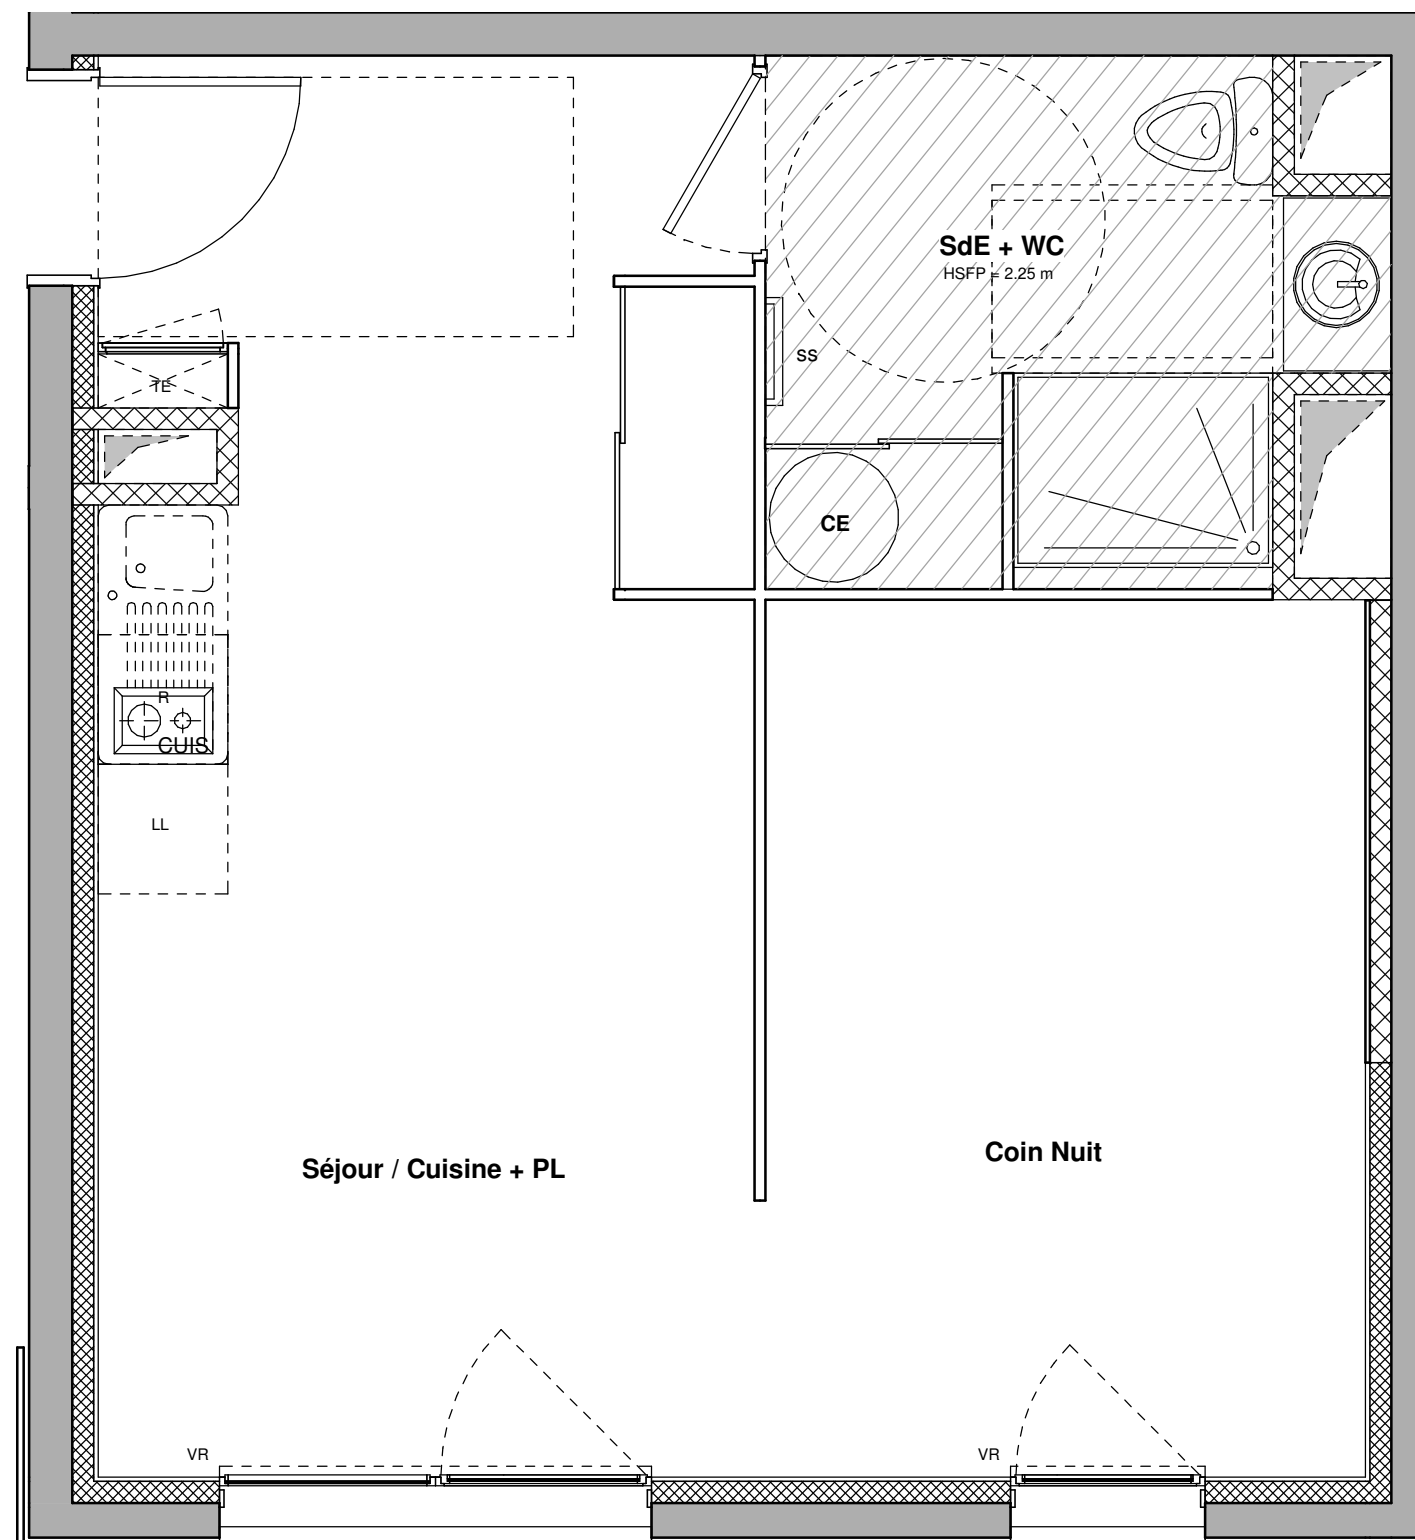 SdE + WC
HSFP = 2.25 m
SS
TE
CE
R
CUIS
LL
Coin Nuit
Séjour / Cuisine + PL
VR
VR